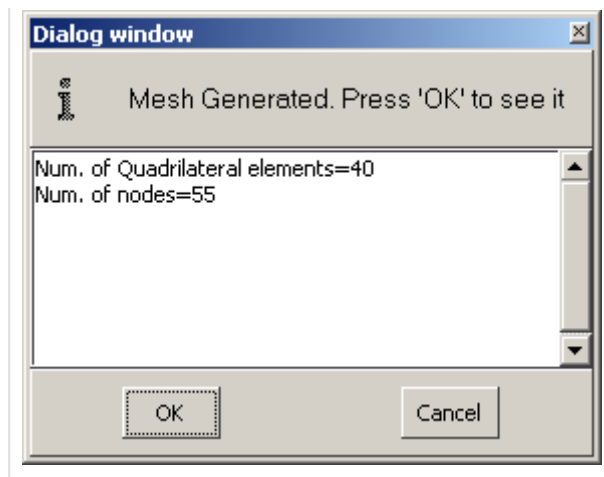 Dialog window
Mesh Generated. Press 'OK' to see it
Num. of Quadrilateral elements=40
Num. of nodes=55
OK
Cancel